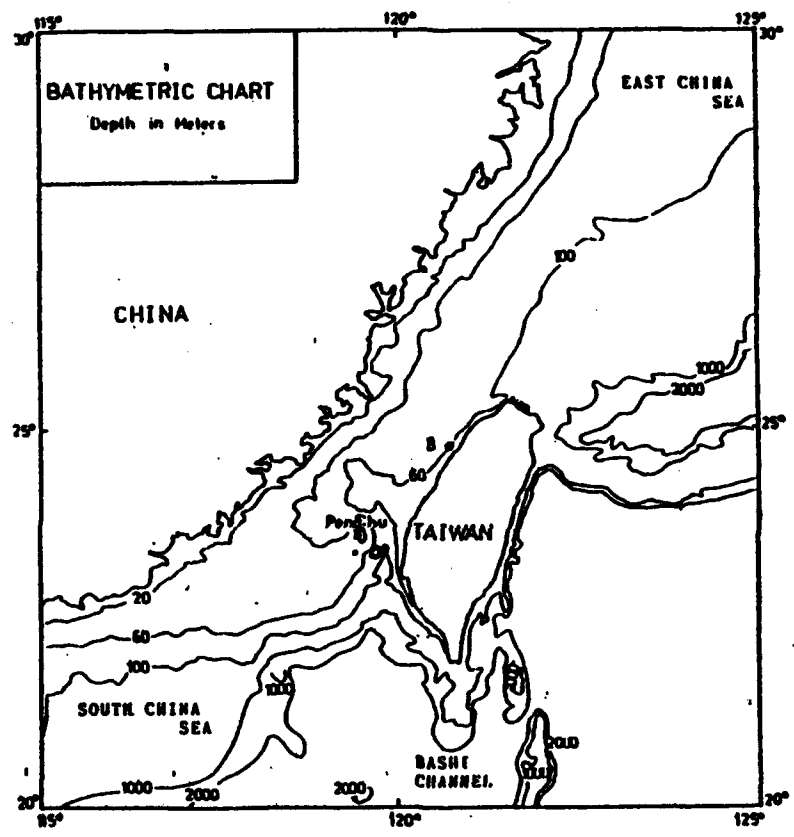 115°
120°
125°
30°
30°
BATHYMETRIC CHART
Depth in Meters
EAST CHINA
SEA
100
CHINA
1000
2000
25°
25°
B
60
TAIWAN
20
60
100
1000
SOUTH CHINA
SEA
BASHI
CHANNEL
1000
2000
2000
20°
20°
115°
120°
125°